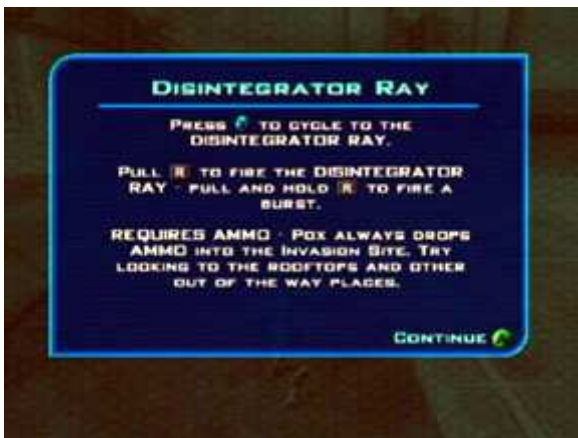 Disintegrator Ray
Press to cycle to the
disintegrator ray.
Pull R to fire the disintegrator
ray - pull and hold R to fire a
burst.
Requires ammo - Pox always drops
ammo into the Invasion Site. Try
looking to the rooftops and other
out of the way places.
Continue A